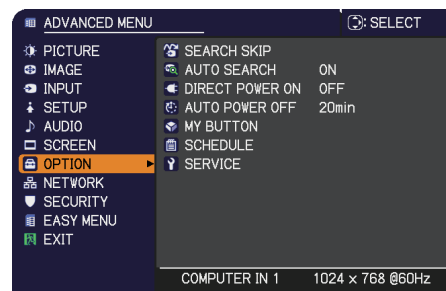 ADVANCED MENU : SELECT
PICTURE SEARCH SKIP
IMAGE AUTO SEARCH ON
INPUT DIRECT POWER ON OFF
SETUP AUTO POWER OFF 20min
AUDIO MY BUTTON
SCREEN SCHEDULE
OPTION SERVICE
NETWORK
SECURITY
EASY MENU
EXIT
COMPUTER IN 1 1024 x 768 @60Hz